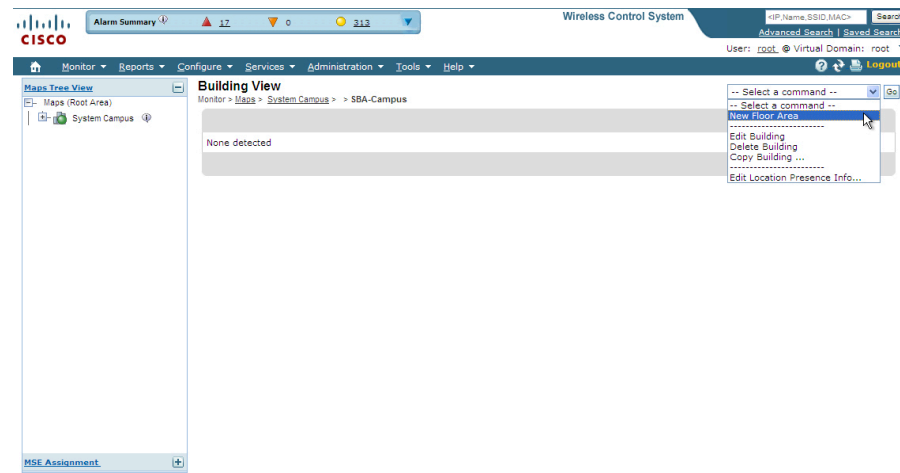 CISCO
Alarm Summary 17 0 313
Wireless Control System
<IP,Name,SSID,MAC> Search
Advanced Search | Saved Search
User: root @ Virtual Domain: root
Monitor Reports Configure Services Administration Tools Help Logout
Maps Tree View
Maps (Root Area)
System Campus
Building View
Monitor > Maps > System Campus > > SBA-Campus
None detected
-- Select a command -- Go
-- Select a command --
New Floor Area
------------------------
Edit Building
Delete Building
Copy Building ...
------------------------
Edit Location Presence Info...
MSE Assignment